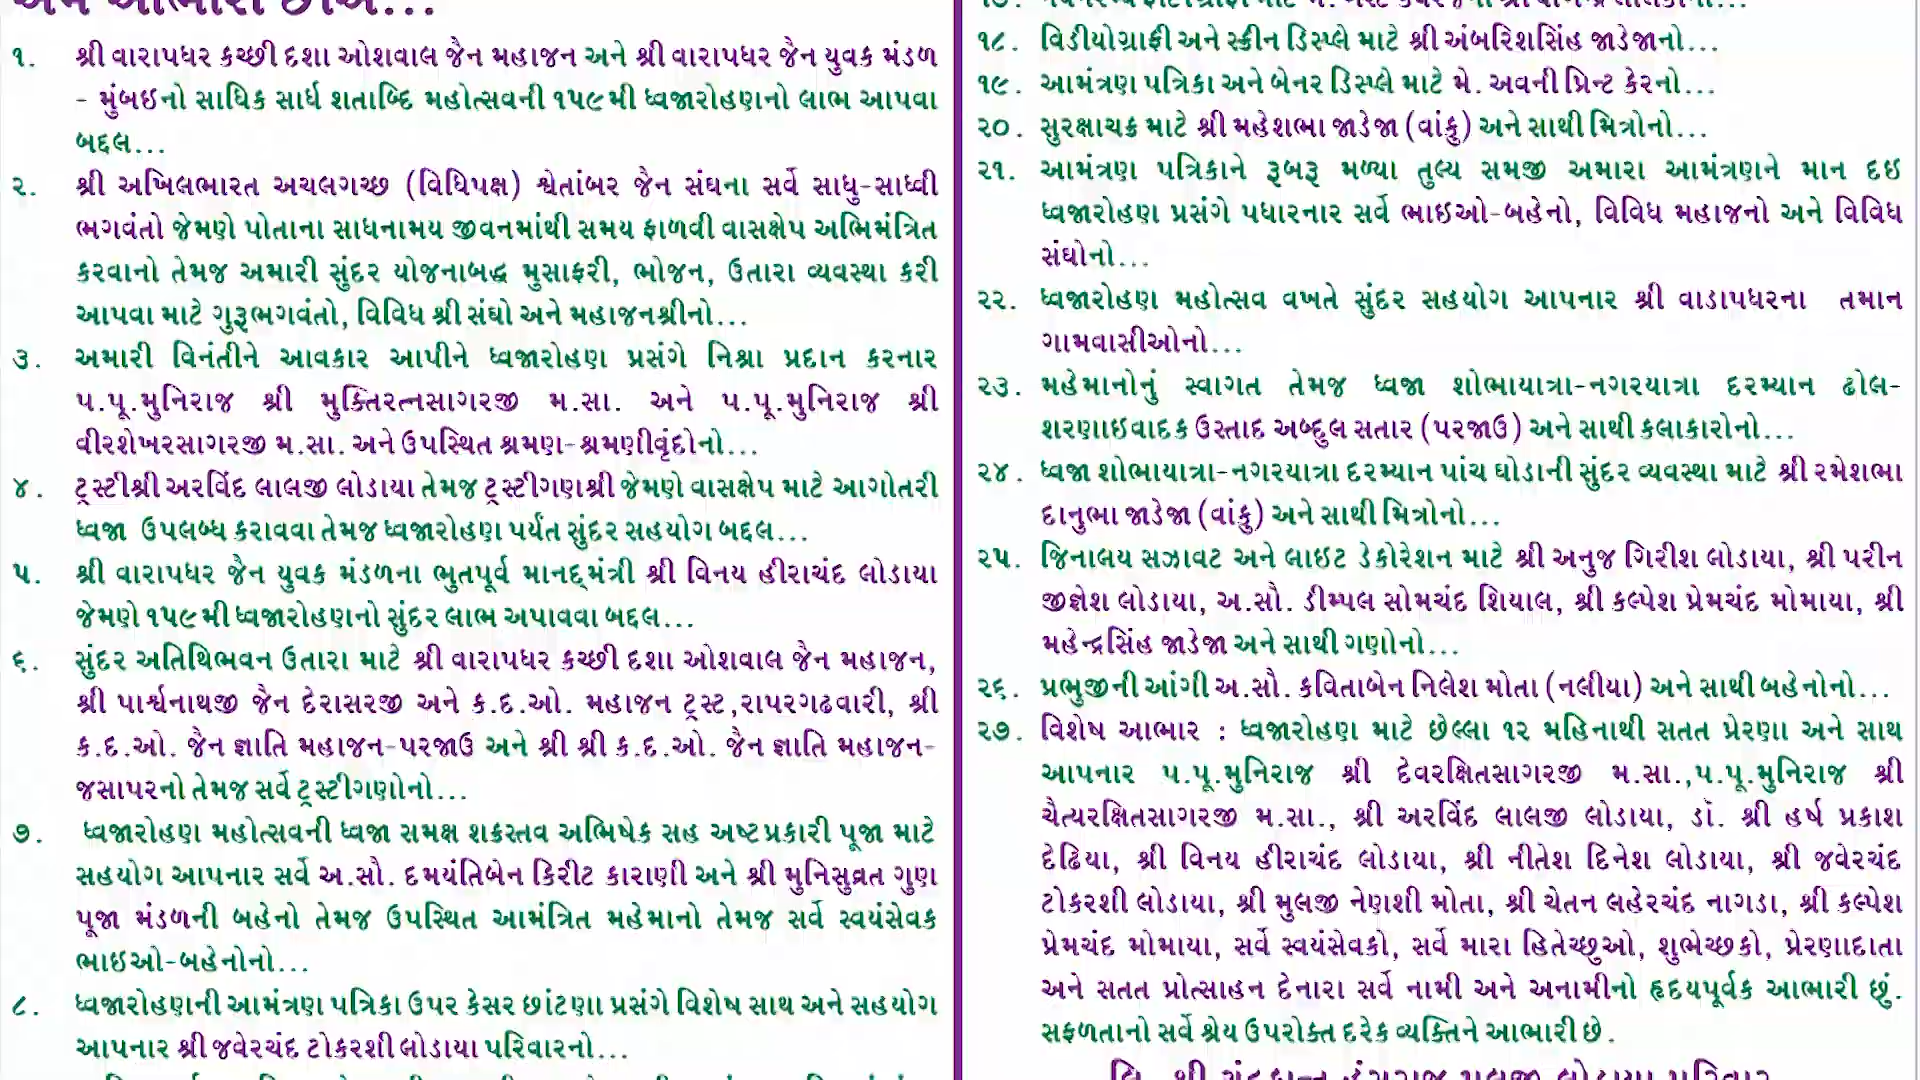 અમે આભારી છીએ...
૧. શ્રી વારાપધર કચ્છી દશા ઓશવાલ જૈન મહાજન અને શ્રી વારાપધર જૈન યુવક મંડળ
- મુંબઇનો સાધિક સાર્ધ શતાબ્દિ મહોત્સવની ૧૫૯મી ધ્વજારોહણનો લાભ આપવા
બદલ...
૨. શ્રી અખિલભારત અચલગચ્છ (વિધિપક્ષ) શ્વેતાંબર જૈન સંઘના સર્વે સાધુ-સાધ્વી
ભગવંતો જેમણે પોતાના સાધનામય જીવનમાંથી સમય ફાળવી વાસક્ષેપ અભિમંત્રિત
કરવાનો તેમજ અમારી સુંદર યોજનાબદ્ધ મુસાફરી, ભોજન, ઉતારા વ્યવસ્થા કરી
આપવા માટે ગુરૂભગવંતો, વિવિધ શ્રી સંઘો અને મહાજનશ્રીનો...
૩. અમારી વિનંતીને આવકાર આપીને ધ્વજારોહણ પ્રસંગે નિશ્રા પ્રદાન કરનાર
પ.પૂ.મુનિરાજ શ્રી મુક્તિરત્નસાગરજી મ.સા. અને પ.પૂ.મુનિરાજ શ્રી
વીરશેખરસાગરજી મ.સા. અને ઉપસ્થિત શ્રમણ-શ્રમણીવૃંદોનો...
૪. ટ્રસ્ટીશ્રી અરવિંદ લાલજી લોડાયા તેમજ ટ્રસ્ટીગણશ્રી જેમણે વાસક્ષેપ માટે આગોતરી
ધ્વજા ઉપલબ્ધ કરાવવા તેમજ ધ્વજારોહણ પર્યંત સુંદર સહયોગ બદલ...
૫. શ્રી વારાપધર જૈન યુવક મંડળના ભુતપૂર્વ માનદ્મંત્રી શ્રી વિનય હીરાચંદ લોડાયા
જેમણે ૧૫૯મી ધ્વજારોહણનો સુંદર લાભ અપાવવા બદલ...
૬. સુંદર અતિથિભવન ઉતારા માટે શ્રી વારાપધર કચ્છી દશા ઓશવાલ જૈન મહાજન,
શ્રી પાર્શ્વનાથજી જૈન દેરાસરજી અને ક.દ.ઓ. મહાજન ટ્રસ્ટ,રાપરગઢવારી, શ્રી
ક.દ.ઓ. જૈન જ્ઞાતિ મહાજન-પરજાઉ અને શ્રી શ્રી ક.દ.ઓ. જૈન જ્ઞાતિ મહાજન-
જસાપરનો તેમજ સર્વે ટ્રસ્ટીગણોનો...
૭. ધ્વજારોહણ મહોત્સવની ધ્વજા સમક્ષ શક્રસ્તવ અભિષેક સહ અષ્ટપ્રકારી પૂજા માટે
સહયોગ આપનાર સર્વે અ.સૌ. દમયંતિબેન કિરીટ કારાણી અને શ્રી મુનિસુવ્રત ગુણ
પૂજા મંડળની બહેનો તેમજ ઉપસ્થિત આમંત્રિત મહેમાનો તેમજ સર્વે સ્વયંસેવક
ભાઇઓ-બહેનોનો...
૮. ધ્વજારોહણની આમંત્રણ પત્રિકા ઉપર કેસર છાંટણા પ્રસંગે વિશેષ સાથ અને સહયોગ
આપનાર શ્રી જવેરચંદ ટોકરશી લોડાયા પરિવારનો...
૧૮. વિડીયોગ્રાફી અને સ્ક્રીન ડિસ્પ્લે માટે શ્રી અંબરિશસિંહ જાડેજાનો...
૧૯. આમંત્રણ પત્રિકા અને બેનર ડિસ્પ્લે માટે મે. અવની પ્રિન્ટ કેરનો...
૨૦. સુરક્ષાચક્ર માટે શ્રી મહેશભા જાડેજા (વાંકુ) અને સાથી મિત્રોનો...
૨૧. આમંત્રણ પત્રિકાને રૂબરૂ મળ્યા તુલ્ય સમજી અમારા આમંત્રણને માન દઇ
ધ્વજારોહણ પ્રસંગે પધારનાર સર્વે ભાઇઓ-બહેનો, વિવિધ મહાજનો અને વિવિધ
સંઘોનો...
૨૨. ધ્વજારોહણ મહોત્સવ વખતે સુંદર સહયોગ આપનાર શ્રી વાડાપધરના તમાન
ગામવાસીઓનો...
૨૩. મહેમાનોનું સ્વાગત તેમજ ધ્વજા શોભાયાત્રા-નગરયાત્રા દરમ્યાન ઢોલ-
શરણાઇવાદક ઉસ્તાદ અબ્દુલ સતાર (પરજાઉ) અને સાથી કલાકારોનો...
૨૪. ધ્વજા શોભાયાત્રા-નગરયાત્રા દરમ્યાન પાંચ ઘોડાની સુંદર વ્યવસ્થા માટે શ્રી રમેશભા
દાનુભા જાડેજા (વાંકુ) અને સાથી મિત્રોનો...
૨૫. જિનાલય સઝાવટ અને લાઇટ ડેકોરેશન માટે શ્રી અનુજ ગિરીશ લોડાયા, શ્રી પરીન
જીજ્ઞેશ લોડાયા, અ.સૌ. ડીમ્પલ સોમચંદ શિયાલ, શ્રી કલ્પેશ પ્રેમચંદ મોમાયા, શ્રી
મહેન્દ્રસિંહ જાડેજા અને સાથી ગણોનો...
૨૬. પ્રભુજીની આંગી અ.સૌ. કવિતાબેન નિલેશ મોતા (નલીયા) અને સાથી બહેનોનો...
૨૭. વિશેષ આભાર : ધ્વજારોહણ માટે છેલ્લા ૧૨ મહિનાથી સતત પ્રેરણા અને સાથ
આપનાર પ.પૂ.મુનિરાજ શ્રી દેવરક્ષિતસાગરજી મ.સા.,પ.પૂ.મુનિરાજ શ્રી
ચૈત્યરક્ષિતસાગરજી મ.સા., શ્રી અરવિંદ લાલજી લોડાયા, ડૉ. શ્રી હર્ષ પ્રકાશ
દેઢિયા, શ્રી વિનય હીરાચંદ લોડાયા, શ્રી નીતેશ દિનેશ લોડાયા, શ્રી જવેરચંદ
ટોકરશી લોડાયા, શ્રી મુલજી નેણશી મોતા, શ્રી ચેતન લહેરચંદ નાગડા, શ્રી કલ્પેશ
પ્રેમચંદ મોમાયા, સર્વે સ્વયંસેવકો, સર્વે મારા હિતેચ્છુઓ, શુભેચ્છકો, પ્રેરણાદાતા
અને સતત પ્રોત્સાહન દેનારા સર્વે નામી અને અનામીનો હૃદયપૂર્વક આભારી છું.
સફળતાનો સર્વે શ્રેય ઉપરોક્ત દરેક વ્યક્તિને આભારી છે.